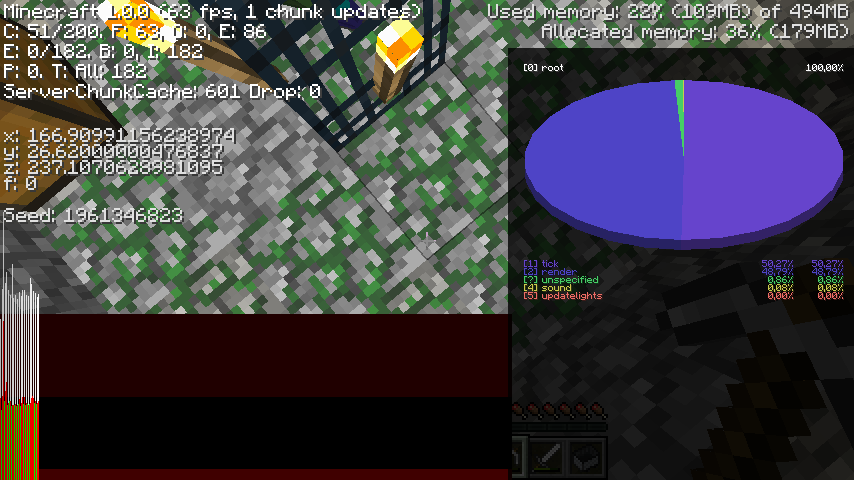 Minecraft 1.0.0 (63 fps, 1 chunk updates)
C: 51/200, F: 63, O: 0, E: 86
E: 0/182, B: 0, I: 182
P: 0, T: All: 182
ServerChunkCache: 601 Drop: 0
x: 166.90991156238974
y: 26.62000000476837
z: 237.10706289811095
f: 0
Seed: 1961346823
Used memory: 22% (109MB) of 494MB
Allocated memory: 36% (179MB)
[0] root 100,00%
[1] tick 50,27% 50,27%
[2] render 48,79% 48,79%
[?] unspecified 0,86% 0,86%
[4] sound 0,08% 0,08%
[5] updatelights 0,00% 0,00%